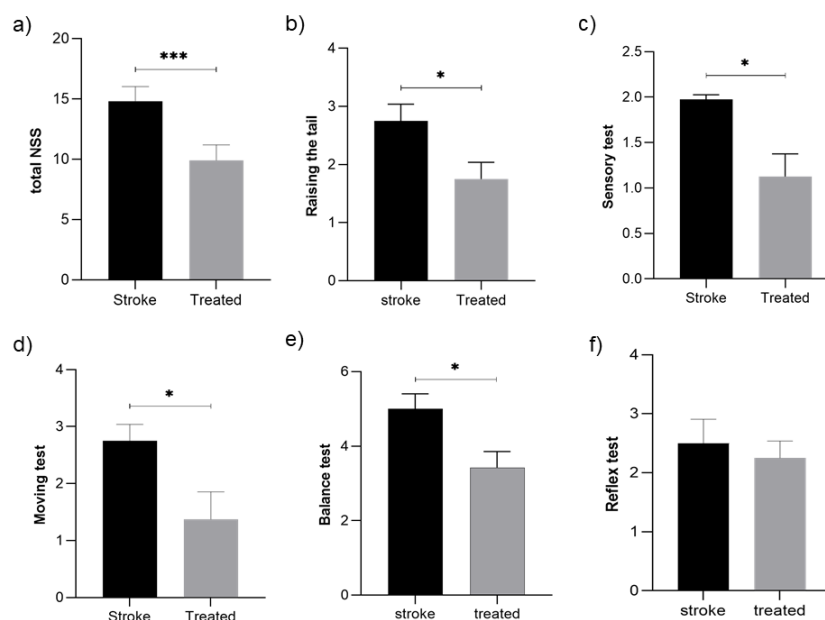 a)
***
total NSS
20
15
10
5
0
Stroke Treated
b)
*
Raising the tail
4
3
2
1
0
stroke Treated
c)
*
Sensory test
2.5
2.0
1.5
1.0
0.5
0.0
Stroke Treated
d)
*
Moving test
4
3
2
1
0
Stroke Treated
e)
*
Balance test
6
4
2
0
stroke treated
f)
Reflex test
4
3
2
1
0
stroke treated